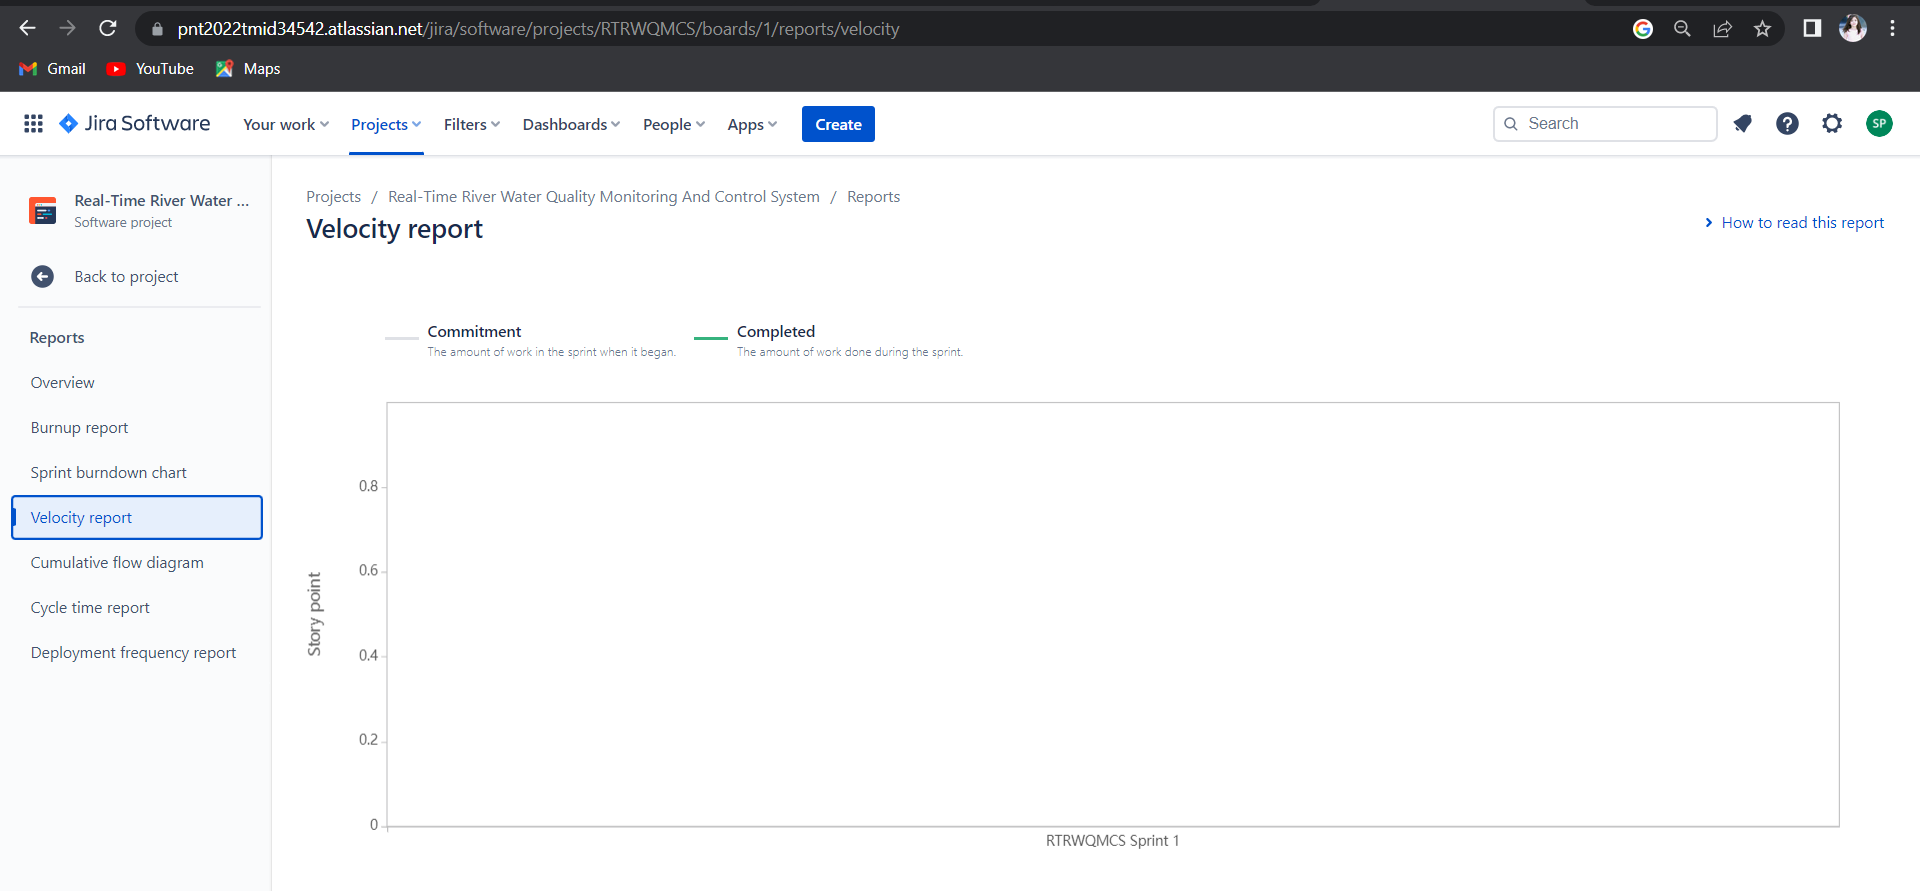 pnt2022tmid34542.atlassian.net/jira/software/projects/RTRWQMCS/boards/1/reports/velocity
Gmail YouTube Maps
Jira Software Your work Projects Filters Dashboards People Apps Create Search SP
Real-Time River Water ...
Software project
Back to project
Reports
Overview
Burnup report
Sprint burndown chart
Velocity report
Cumulative flow diagram
Cycle time report
Deployment frequency report
Projects / Real-Time River Water Quality Monitoring And Control System / Reports
Velocity report
How to read this report
Commitment
The amount of work in the sprint when it began.
Completed
The amount of work done during the sprint.
Story point
0.8
0.6
0.4
0.2
0
RTRWQMCS Sprint 1